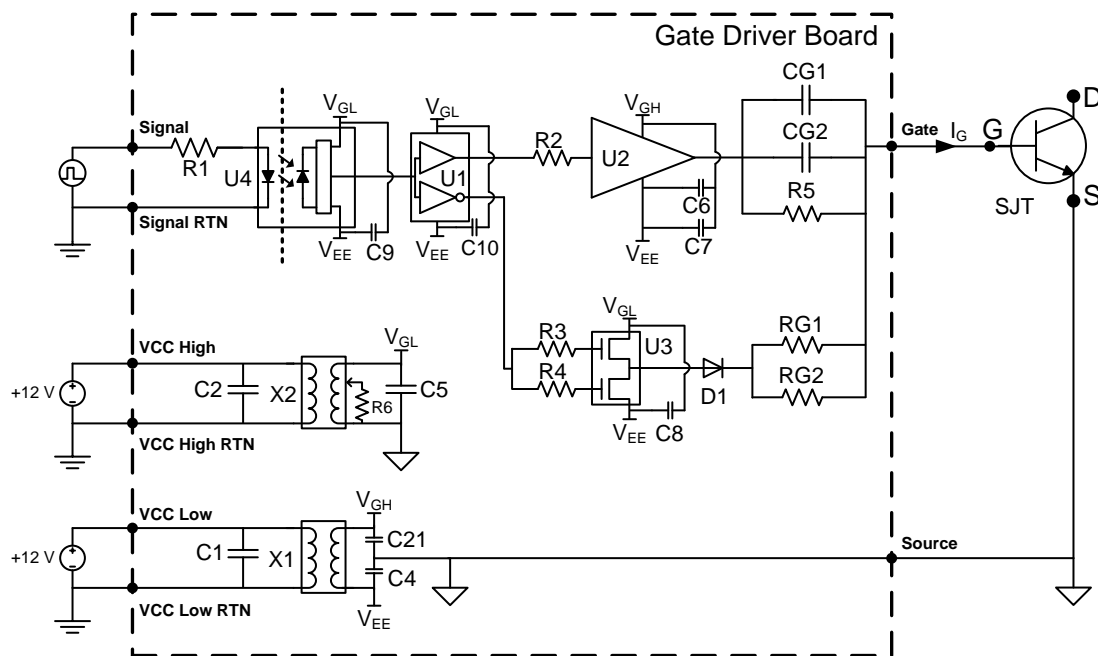 Gate Driver Board
CG1
D
V_GL
V_GL
V_GH
CG2
Signal
R2
Gate
I_G
G
R1
U4
U1
U2
R5
C6
S
Signal RTN
SJT
V_EE
C9
V_EE
C10
V_EE
C7
V_GL
R3
U3
RG1
VCC High
V_GL
R4
+12 V
C2
X2
R6
C5
D1
RG2
V_EE
C8
VCC High RTN
V_GH
VCC Low
C21
Source
+12 V
C1
X1
C4
VCC Low RTN
V_EE